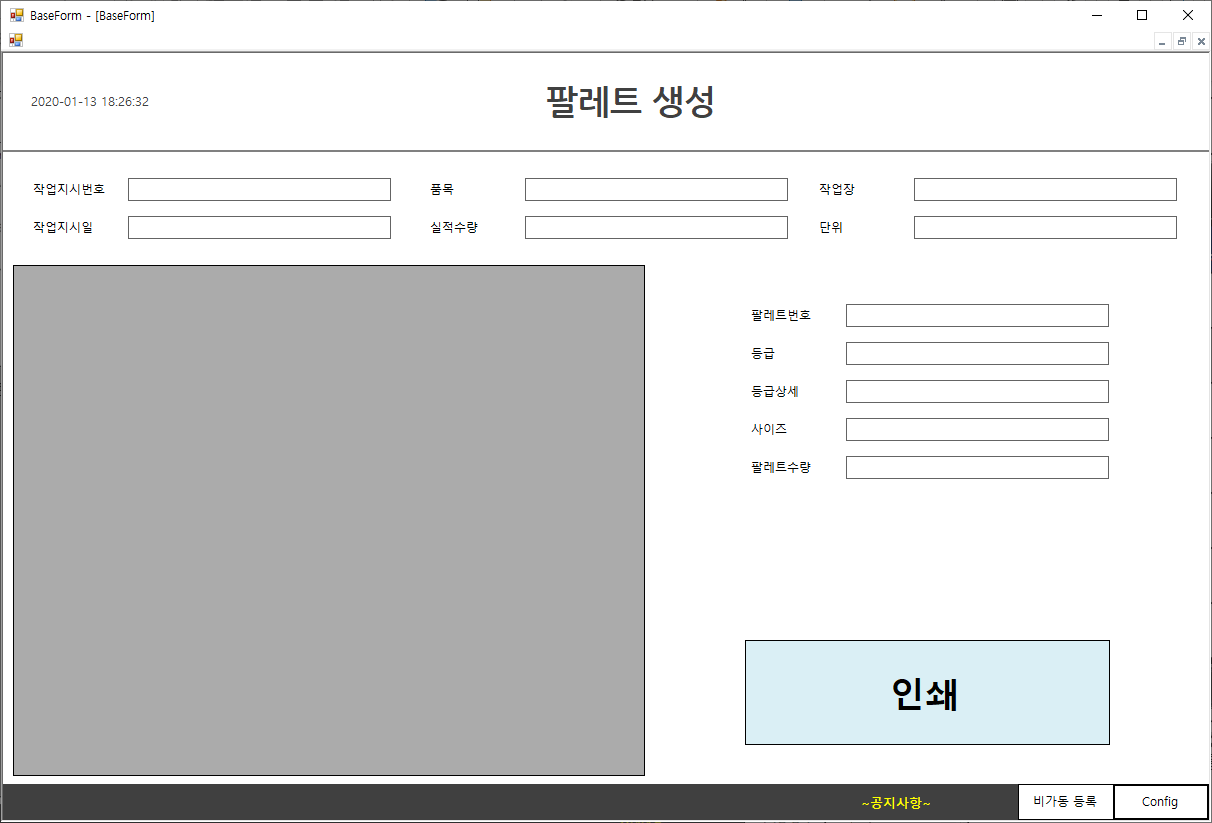 BaseForm - [BaseForm]
2020-01-13 18:26:32
팔레트 생성
작업지시번호 품목 작업장
작업지시일 실적수량 단위
팔레트번호
등급
등급상세
사이즈
팔레트수량
인쇄
~공지사항~ 비가동 등록 Config